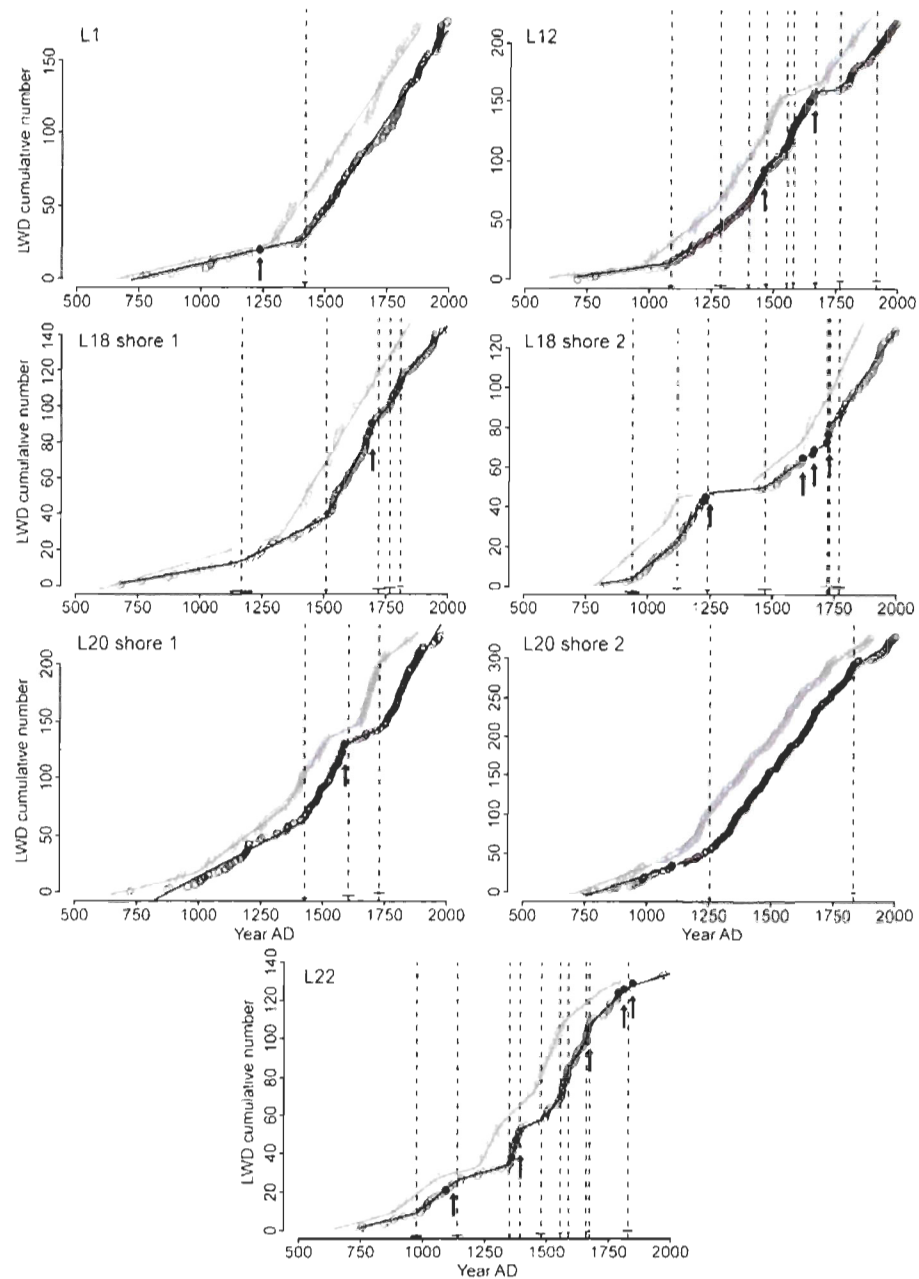 L1
LWD cumulative number
0 50 100 150
500 750 1000 1250 1500 1750 2000
L12
0 50 100 150 200
500 750 1000 1250 1500 1750 2000
L18 shore 1
LWD cumulative number
0 20 40 60 80 100 120 140
500 750 1000 1250 1500 1750 2000
L18 shore 2
0 20 40 60 80 100 120
500 750 1000 1250 1500 1750 2000
L20 shore 1
LWD cumulative number
0 50 100 150 200
500 750 1000 1250 1500 1750 2000
Year AD
L20 shore 2
0 50 100 150 200 250 300
500 750 1000 1250 1500 1750 2000
Year AD
L22
LWD cumulative number
0 20 40 60 80 100 120 140
500 750 1000 1250 1500 1750 2000
Year AD